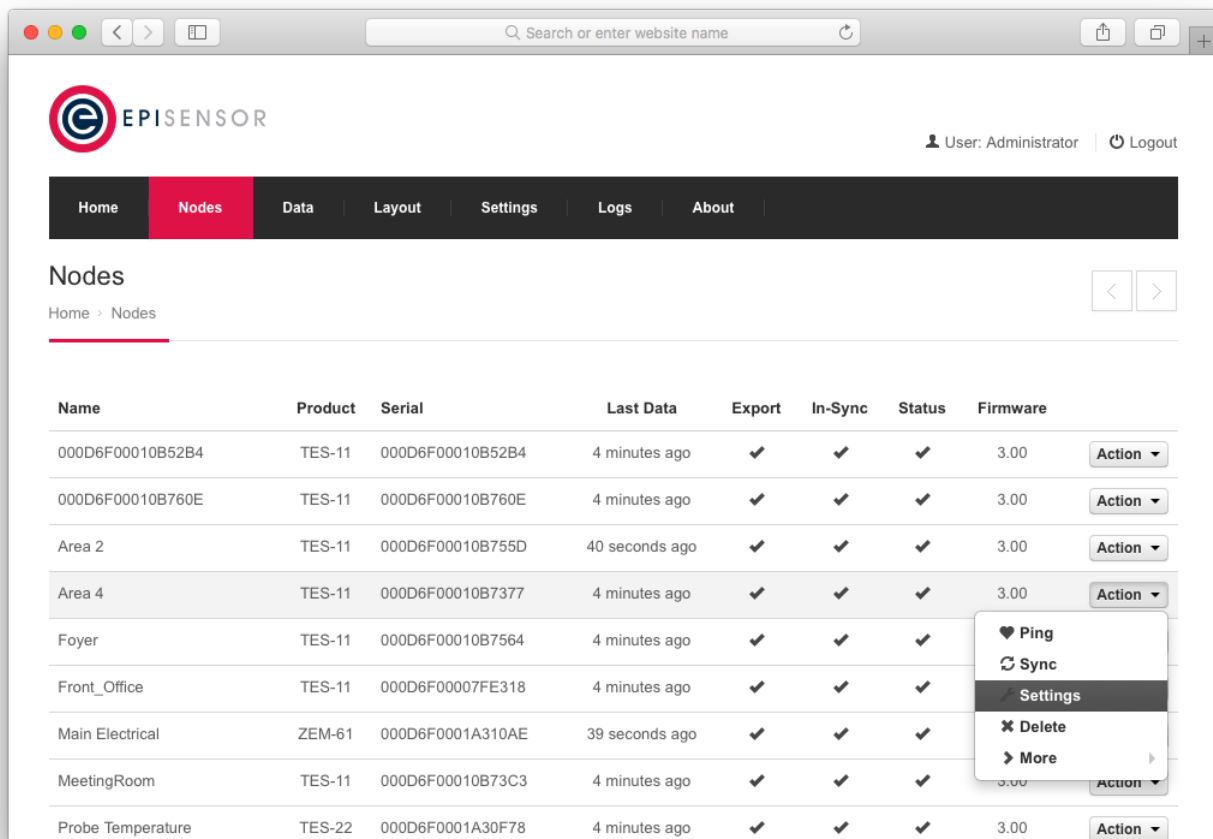 Search or enter website name
EPISENSOR
User: Administrator Logout
Home Nodes Data Layout Settings Logs About
Nodes
Home › Nodes
Name Product Serial Last Data Export In-Sync Status Firmware
000D6F00010B52B4 TES-11 000D6F00010B52B4 4 minutes ago 3.00 Action
000D6F00010B760E TES-11 000D6F00010B760E 4 minutes ago 3.00 Action
Area 2 TES-11 000D6F00010B755D 40 seconds ago 3.00 Action
Area 4 TES-11 000D6F00010B7377 4 minutes ago 3.00 Action
Foyer TES-11 000D6F00010B7564 4 minutes ago
Ping
Sync
Front_Office TES-11 000D6F00007FE318 4 minutes ago
Settings
Main Electrical ZEM-61 000D6F0001A310AE 39 seconds ago
Delete
More
MeetingRoom TES-11 000D6F00010B73C3 4 minutes ago 3.00 Action
Probe Temperature TES-22 000D6F0001A30F78 4 minutes ago 3.00 Action